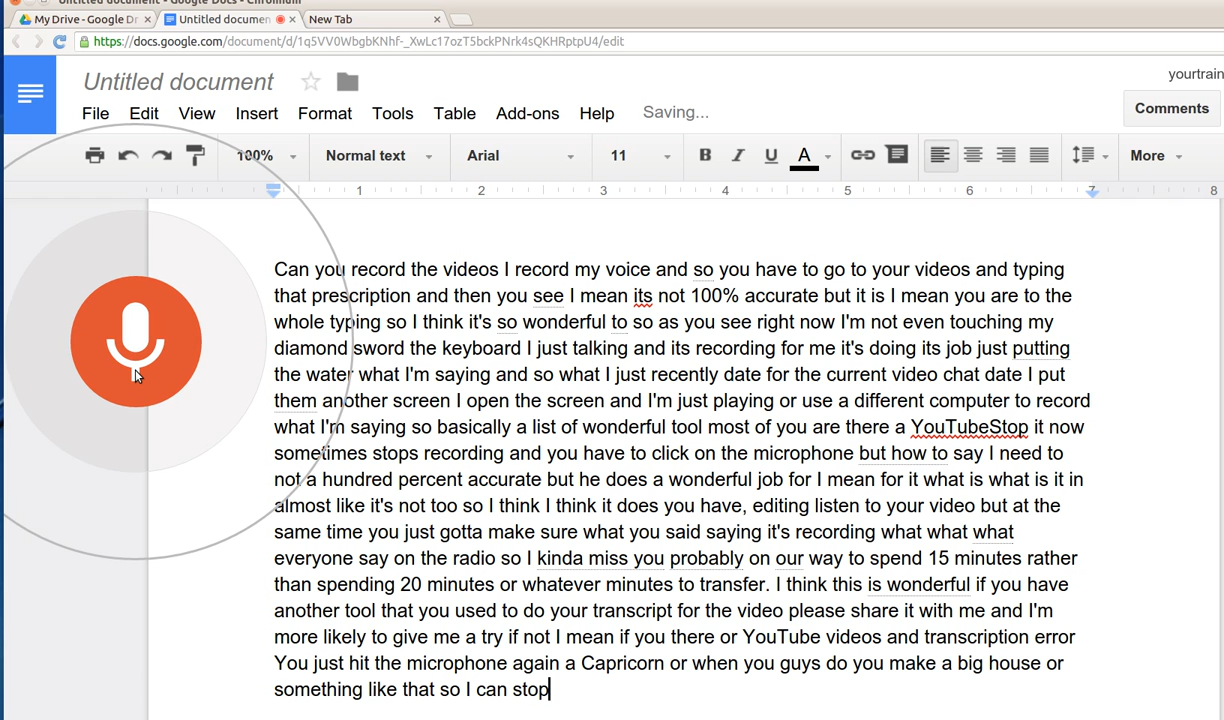 Untitled document - Google Docs - Chromium
My Drive - Google Dr
Untitled documen
New Tab
https://docs.google.com/document/d/1q5VV0WbgbKNhf-_XwLc17ozT5bckPNrk4sQKHRptpU4/edit
Untitled document
yourtrain
File Edit View Insert Format Tools Table Add-ons Help Saving...
Comments
100% Normal text Arial 11 B I U A More
1 2 3 4 5 6 7 8
Can you record the videos I record my voice and so you have to go to your videos and typing
that prescription and then you see I mean its not 100% accurate but it is I mean you are to the
whole typing so I think it's so wonderful to so as you see right now I'm not even touching my
diamond sword the keyboard I just talking and its recording for me it's doing its job just putting
the water what I'm saying and so what I just recently date for the current video chat date I put
them another screen I open the screen and I'm just playing or use a different computer to record
what I'm saying so basically a list of wonderful tool most of you are there a YouTubeStop it now
sometimes stops recording and you have to click on the microphone but how to say I need to
not a hundred percent accurate but he does a wonderful job for I mean for it what is what is it in
almost like it's not too so I think I think it does you have, editing listen to your video but at the
same time you just gotta make sure what you said saying it's recording what what what
everyone say on the radio so I kinda miss you probably on our way to spend 15 minutes rather
than spending 20 minutes or whatever minutes to transfer. I think this is wonderful if you have
another tool that you used to do your transcript for the video please share it with me and I'm
more likely to give me a try if not I mean if you there or YouTube videos and transcription error
You just hit the microphone again a Capricorn or when you guys do you make a big house or
something like that so I can stop